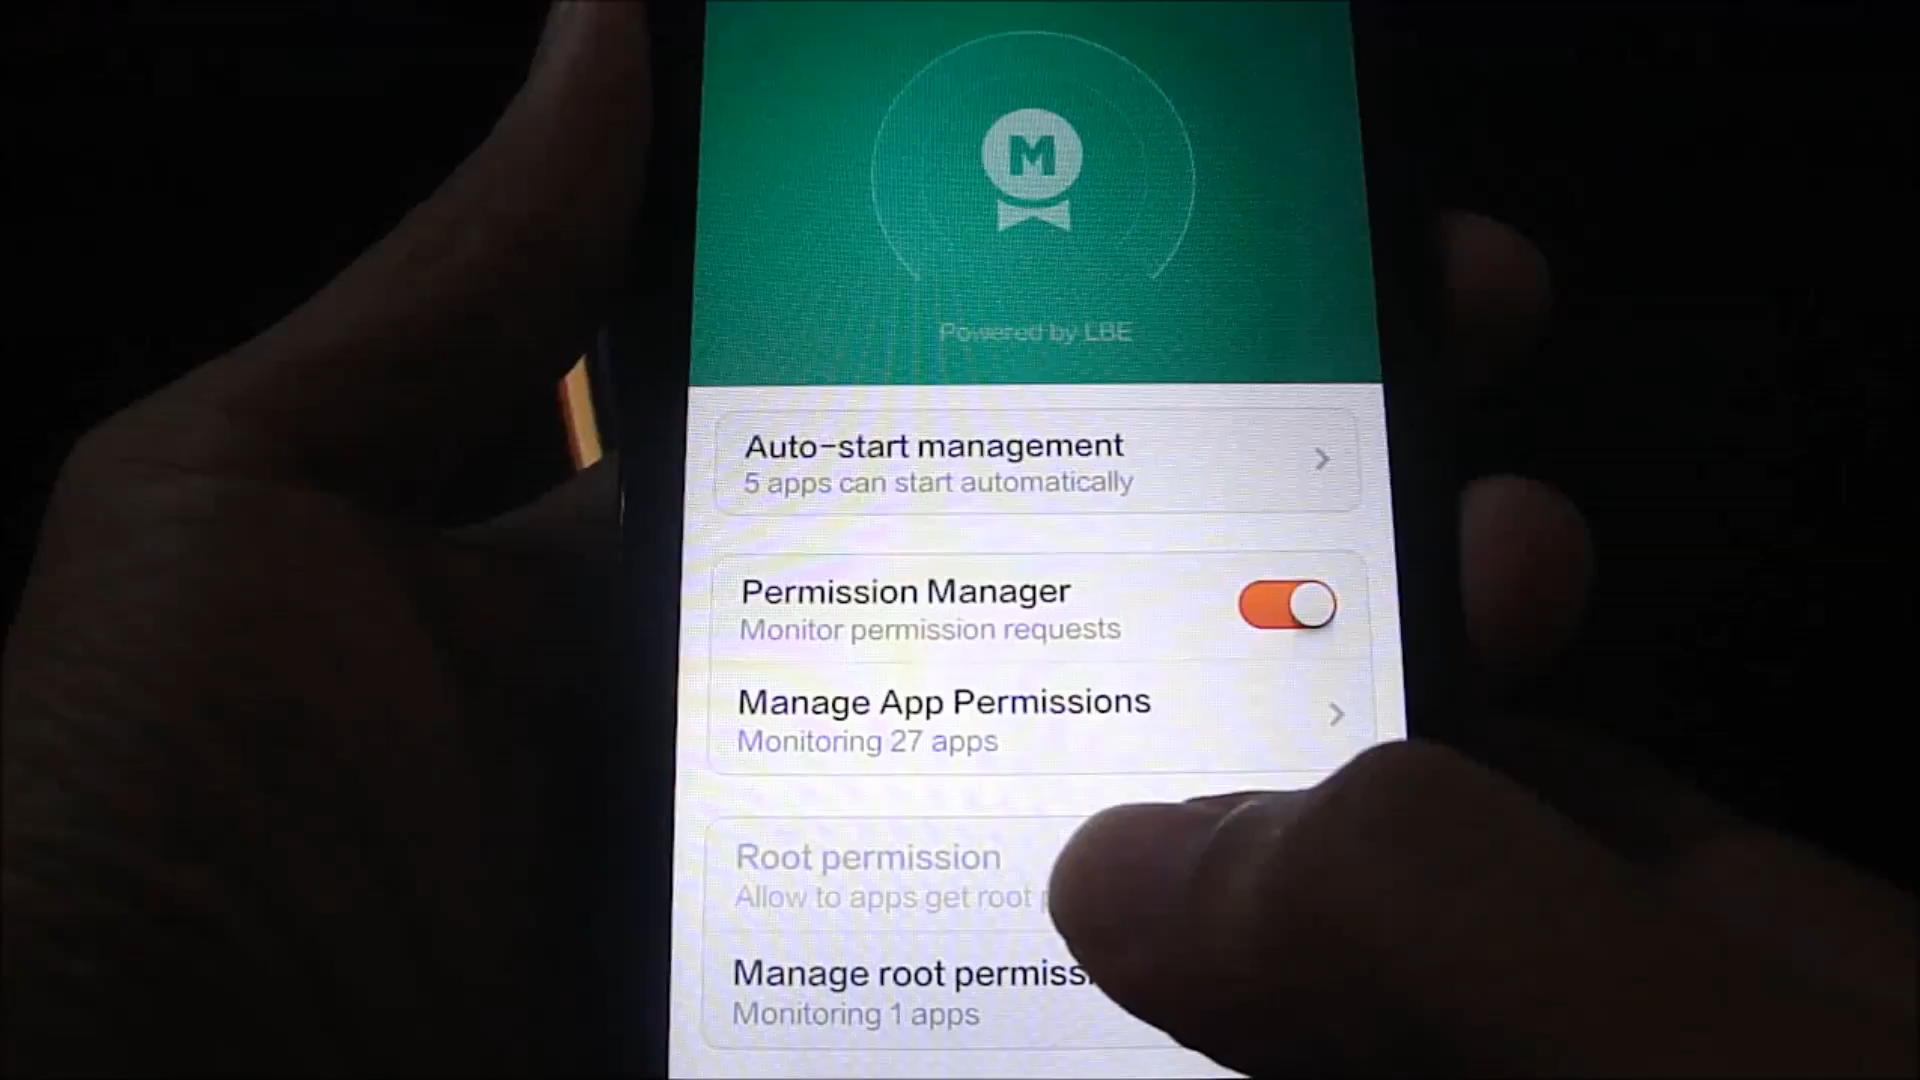 M
Powered by LBE
Auto-start management
5 apps can start automatically
Permission Manager
Monitor permission requests
Manage App Permissions
Monitoring 27 apps
Root permission
Allow to apps get root
Manage root
Monitoring 1 apps